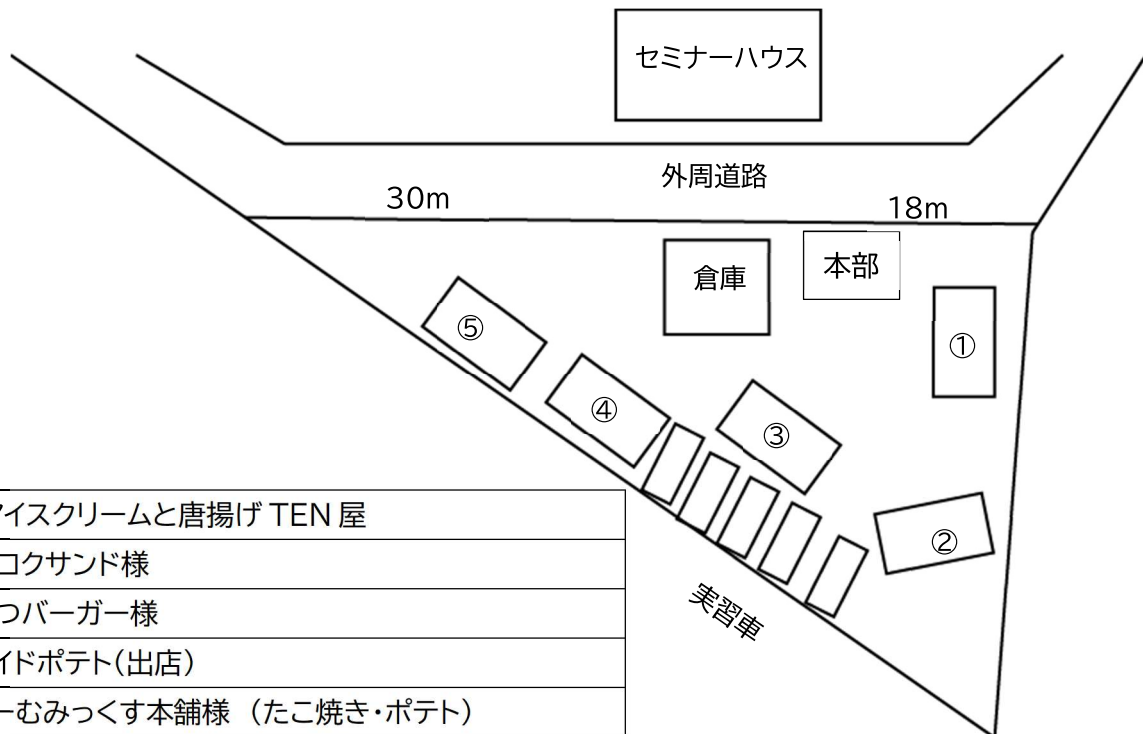 セミナーハウス
外周道路
30m
18m
倉庫
本部
①
⑤
④
③
②
イスクリームと唐揚げ TEN 屋
コクサンド様
つバーガー様
イドポテト(出店)
ーむみっくす本舗様 (たこ焼き・ポテト)
実習車